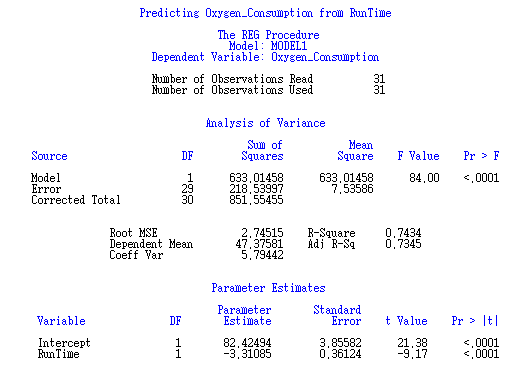 Predicting Oxygen_Consumption from RunTime
The REG Procedure
Model: MODEL1
Dependent Variable: Oxygen_Consumption
Number of Observations Read 31
Number of Observations Used 31
Analysis of Variance
Sum of Mean
Source DF Squares Square F Value Pr > F
Model 1 633.01458 633.01458 84.00 <.0001
Error 29 218.53997 7.53586
Corrected Total 30 851.55455
Root MSE 2.74515 R-Square 0.7434
Dependent Mean 47.37581 Adj R-Sq 0.7345
Coeff Var 5.79442
Parameter Estimates
Parameter Standard
Variable DF Estimate Error t Value Pr > |t|
Intercept 1 82.42494 3.85582 21.38 <.0001
RunTime 1 -3.31085 0.36124 -9.17 <.0001